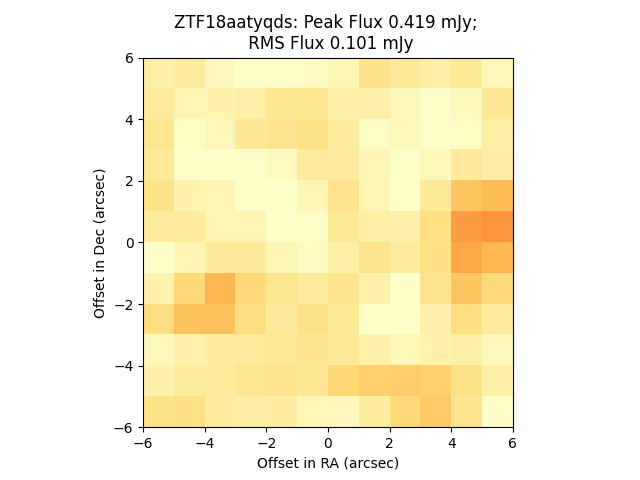 ZTF18aatyqds: Peak Flux 0.419 mJy;
RMS Flux 0.101 mJy
6
4
2
0
−2
−4
−6
Offset in Dec (arcsec)
−6 −4 −2 0 2 4 6
Offset in RA (arcsec)